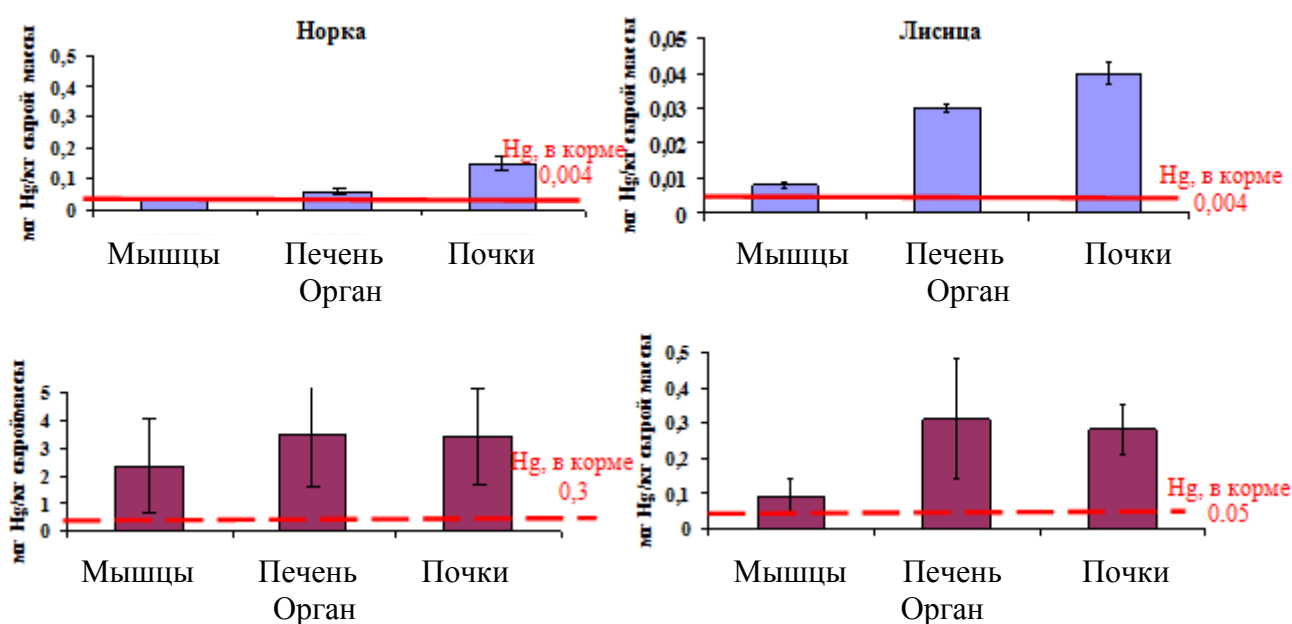 Норка
мг Hg/кг сырой массы
0,5
0,4
0,3
0,2
0,1
0
Hg, в корме
0,004
Мышцы Печень Почки
Орган
Лисица
мг Hg/кг сырой массы
0,05
0,04
0,03
0,02
0,01
0
Hg, в корме
0,004
Мышцы Печень Почки
Орган
мг Hg/кг сыроймассы
5
4
3
2
1
0
Hg, в корме
0,3
Мышцы Печень Почки
Орган
мг Hg/кг сырой массы
0,5
0,4
0,3
0,2
0,1
0
Hg, в корме
0.05
Мышцы Печень Почки
Орган